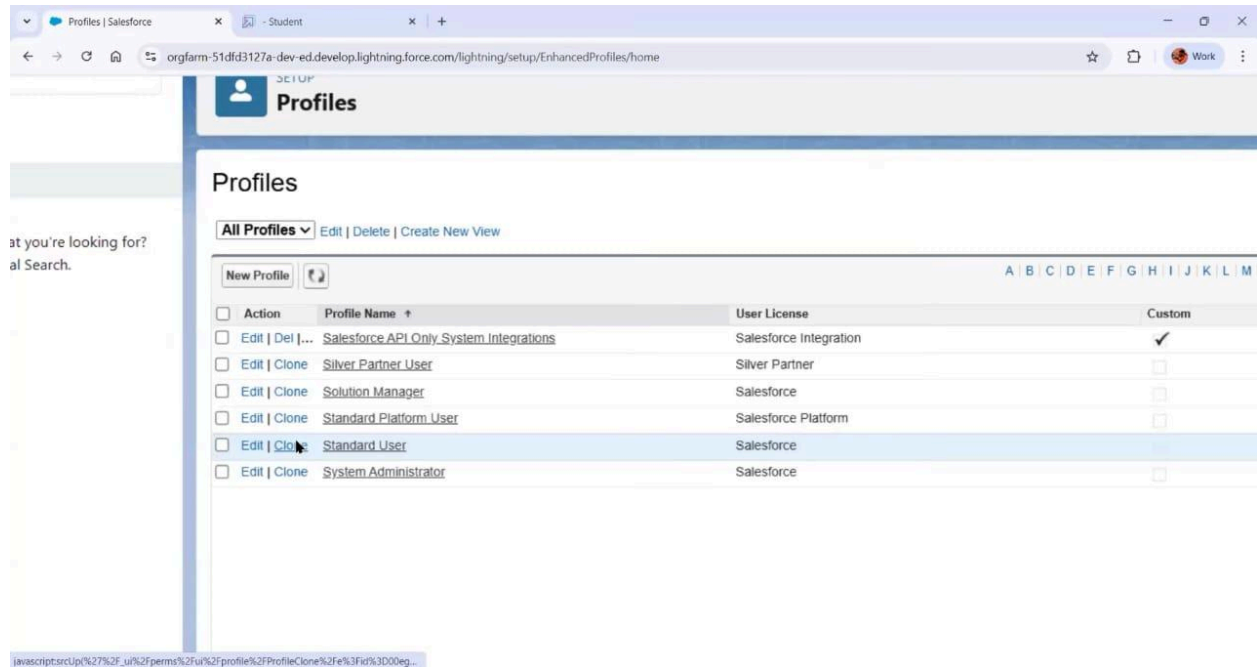 Profiles | Salesforce
- Student
orgfarm-51dfd3127a-dev-ed.develop.lightning.force.com/lightning/setup/EnhancedProfiles/home
Work
SETUP
Profiles
at you're looking for?
al Search.
Profiles
All Profiles Edit | Delete | Create New View
New Profile
A | B | C | D | E | F | G | H | I | J | K | L | M
Action Profile Name User License Custom
Edit | Del |... Salesforce API Only System Integrations Salesforce Integration
Edit | Clone Silver Partner User Silver Partner
Edit | Clone Solution Manager Salesforce
Edit | Clone Standard Platform User Salesforce Platform
Edit | Clone Standard User Salesforce
Edit | Clone System Administrator Salesforce
javascript:srcUp(%27%2F_ui%2Fperms%2Fui%2Fprofile%2FProfileClone%2Fe%3Fid%3D00eg...